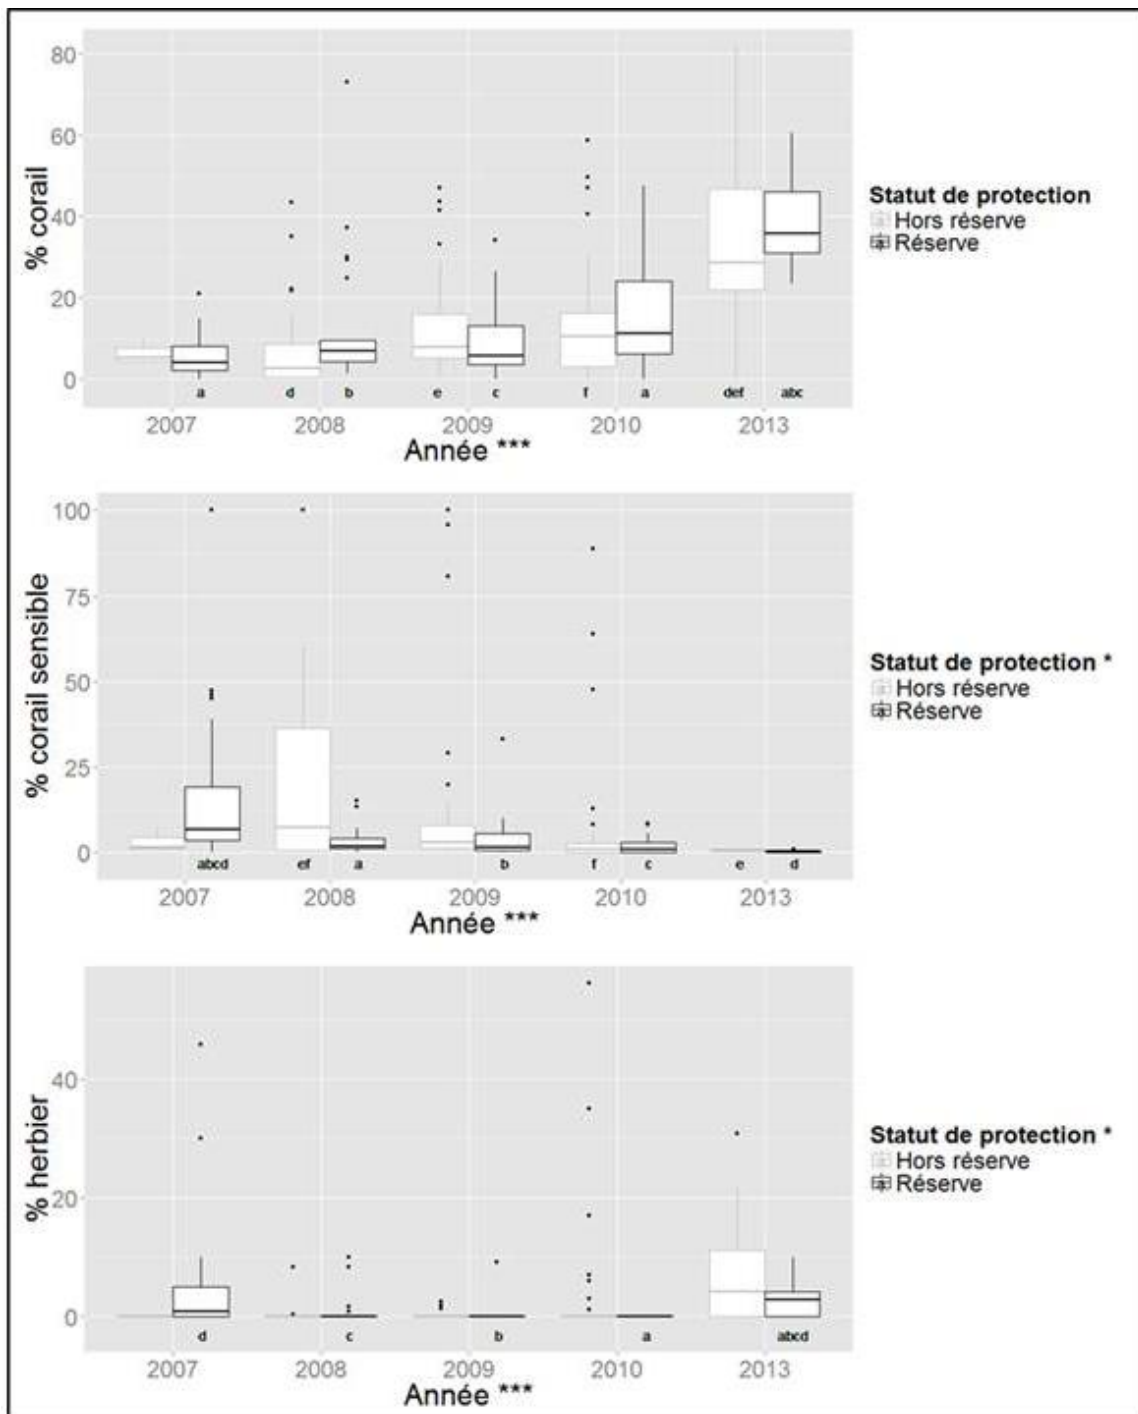 80
60
40
20
0
% corail
a d b e c f a def abc
2007 2008 2009 2010 2013
Année ***
Statut de protection
Hors réserve
Réserve
100
75
50
25
0
% corail sensible
abcd ef a b f c e d
2007 2008 2009 2010 2013
Année ***
Statut de protection *
Hors réserve
Réserve
40
20
0
% herbier
d c b a abcd
2007 2008 2009 2010 2013
Année ***
Statut de protection *
Hors réserve
Réserve